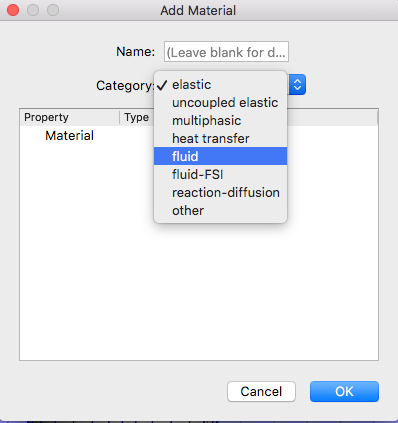 Add Material
Name: (Leave blank for d...
Category: ✓ elastic
uncoupled elastic
multiphasic
heat transfer
fluid
fluid-FSI
reaction-diffusion
other
Property Type
Material
Cancel OK